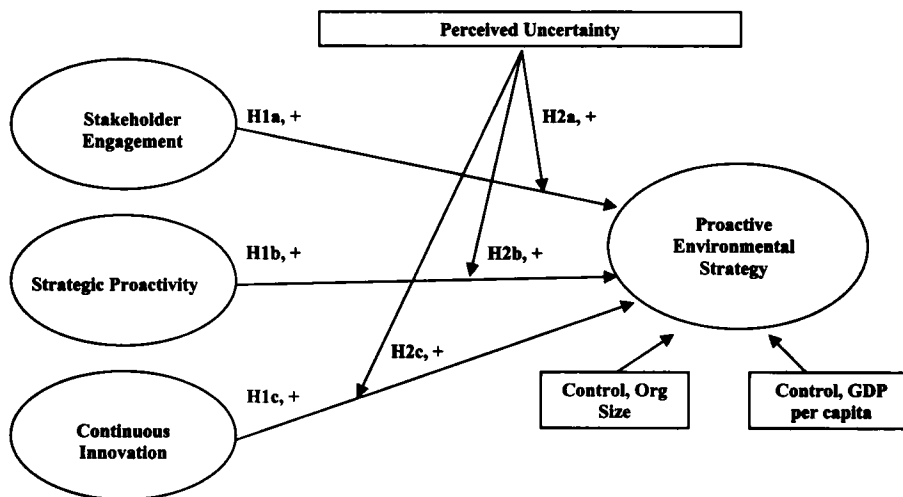 Perceived Uncertainty
Stakeholder
Engagement
H1a, +
H2a, +
Proactive
Environmental
Strategy
Strategic Proactivity
H1b, +
H2b, +
H2c, +
H1c, +
Continuous
Innovation
Control, Org
Size
Control, GDP
per capita